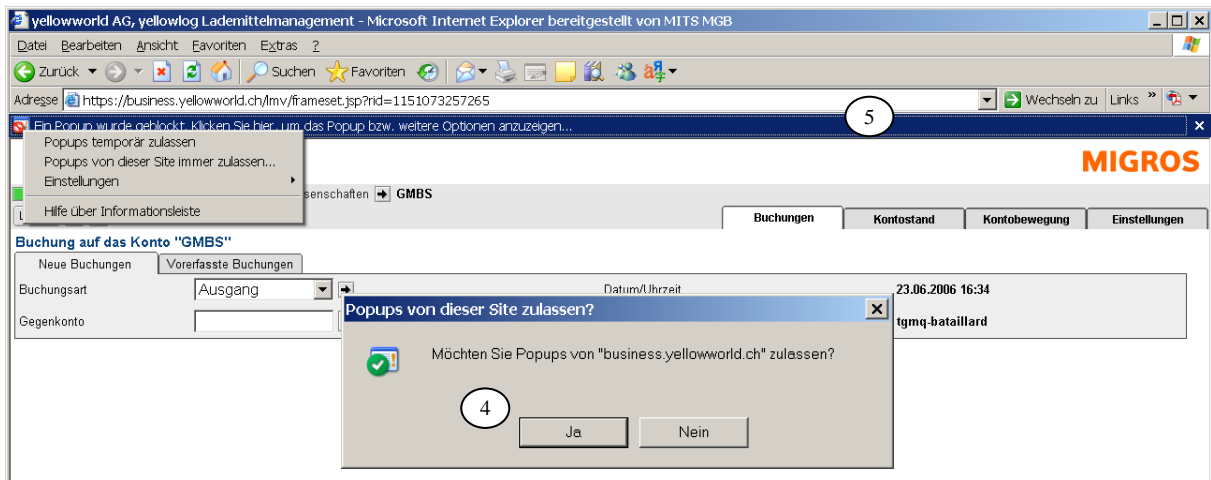 yellowworld AG, yellowlog Lademittelmanagement - Microsoft Internet Explorer bereitgestellt von MITS MGB
Datei Bearbeiten Ansicht Favoriten Extras ?
Zurück Suchen Favoriten
Adresse https://business.yellowworld.ch/lmv/frameset.jsp?rid=1151073257265 Wechseln zu Links »
5
Ein Popup wurde geblockt. Klicken Sie hier, um das Popup bzw. weitere Optionen anzuzeigen...
Popups temporär zulassen
Popups von dieser Site immer zulassen...
Einstellungen
Hilfe über Informationsleiste
MIGROS
senschaften GMBS
Buchungen Kontostand Kontobewegung Einstellungen
Buchung auf das Konto "GMBS"
Neue Buchungen Vorerfasste Buchungen
Buchungsart Ausgang Datum/Uhrzeit 23.06.2006 16:34
Gegenkonto tgmq-bataillard
Popups von dieser Site zulassen?
Möchten Sie Popups von "business.yellowworld.ch" zulassen?
4
Ja Nein